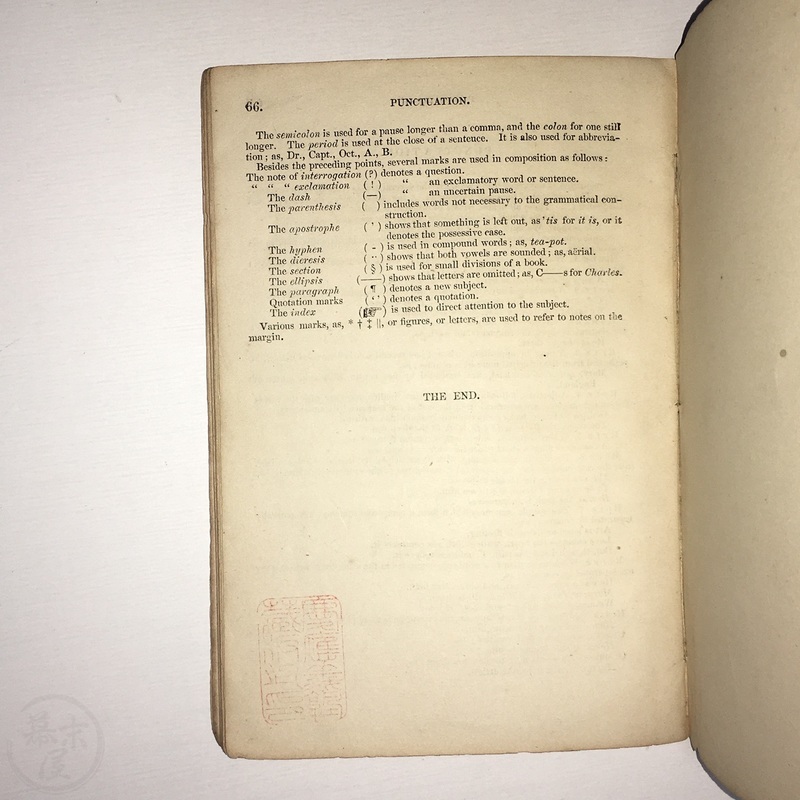 66.
PUNCTUATION.
The semicolon is used for a pause longer than a comma, and the colon for one still
longer. The period is used at the close of a sentence. It is also used for abbrevia-
tion; as, Dr., Capt., Oct., A., B.
Besides the preceding points, several marks are used in composition as follows:
The note of interrogation (?) denotes a question.
“ “ “ exclamation (!) “ an exclamatory word or sentence.
The dash (—) “ an uncertain pause.
The parenthesis ( ) includes words not necessary to the grammatical con-
struction.
The apostrophe (') shows that something is left out, as 'tis for it is, or it
denotes the possessive case.
The hyphen (-) is used in compound words; as, tea-pot.
The dieresis (··) shows that both vowels are sounded; as, aërial.
The section (§) is used for small divisions of a book.
The ellipsis (——) shows that letters are omitted; as, C——s for Charles.
The paragraph (¶) denotes a new subject.
Quotation marks (‘ ’) denotes a quotation.
The index (☞) is used to direct attention to the subject.
Various marks, as, * † ‡ ||, or figures, or letters, are used to refer to notes on the
margin.
THE END.
幕末屋